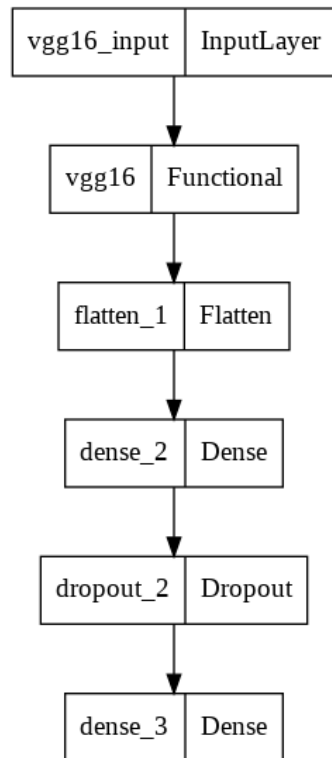 vgg16_input InputLayer
vgg16 Functional
flatten_1 Flatten
dense_2 Dense
dropout_2 Dropout
dense_3 Dense